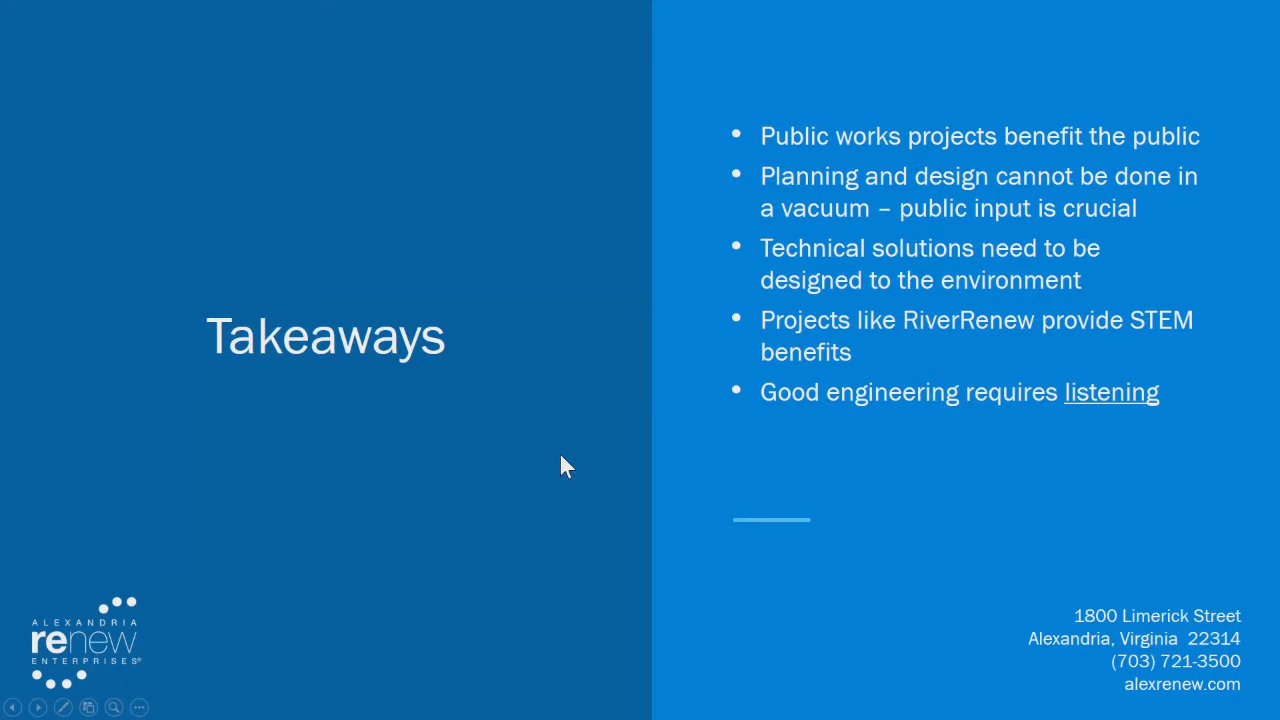 Takeaways
• Public works projects benefit the public
• Planning and design cannot be done in
a vacuum – public input is crucial
• Technical solutions need to be
designed to the environment
• Projects like RiverRenew provide STEM
benefits
• Good engineering requires listening
ALEXANDRIA
renew
ENTERPRISES®
1800 Limerick Street
Alexandria, Virginia  22314
(703) 721-3500
alexrenew.com